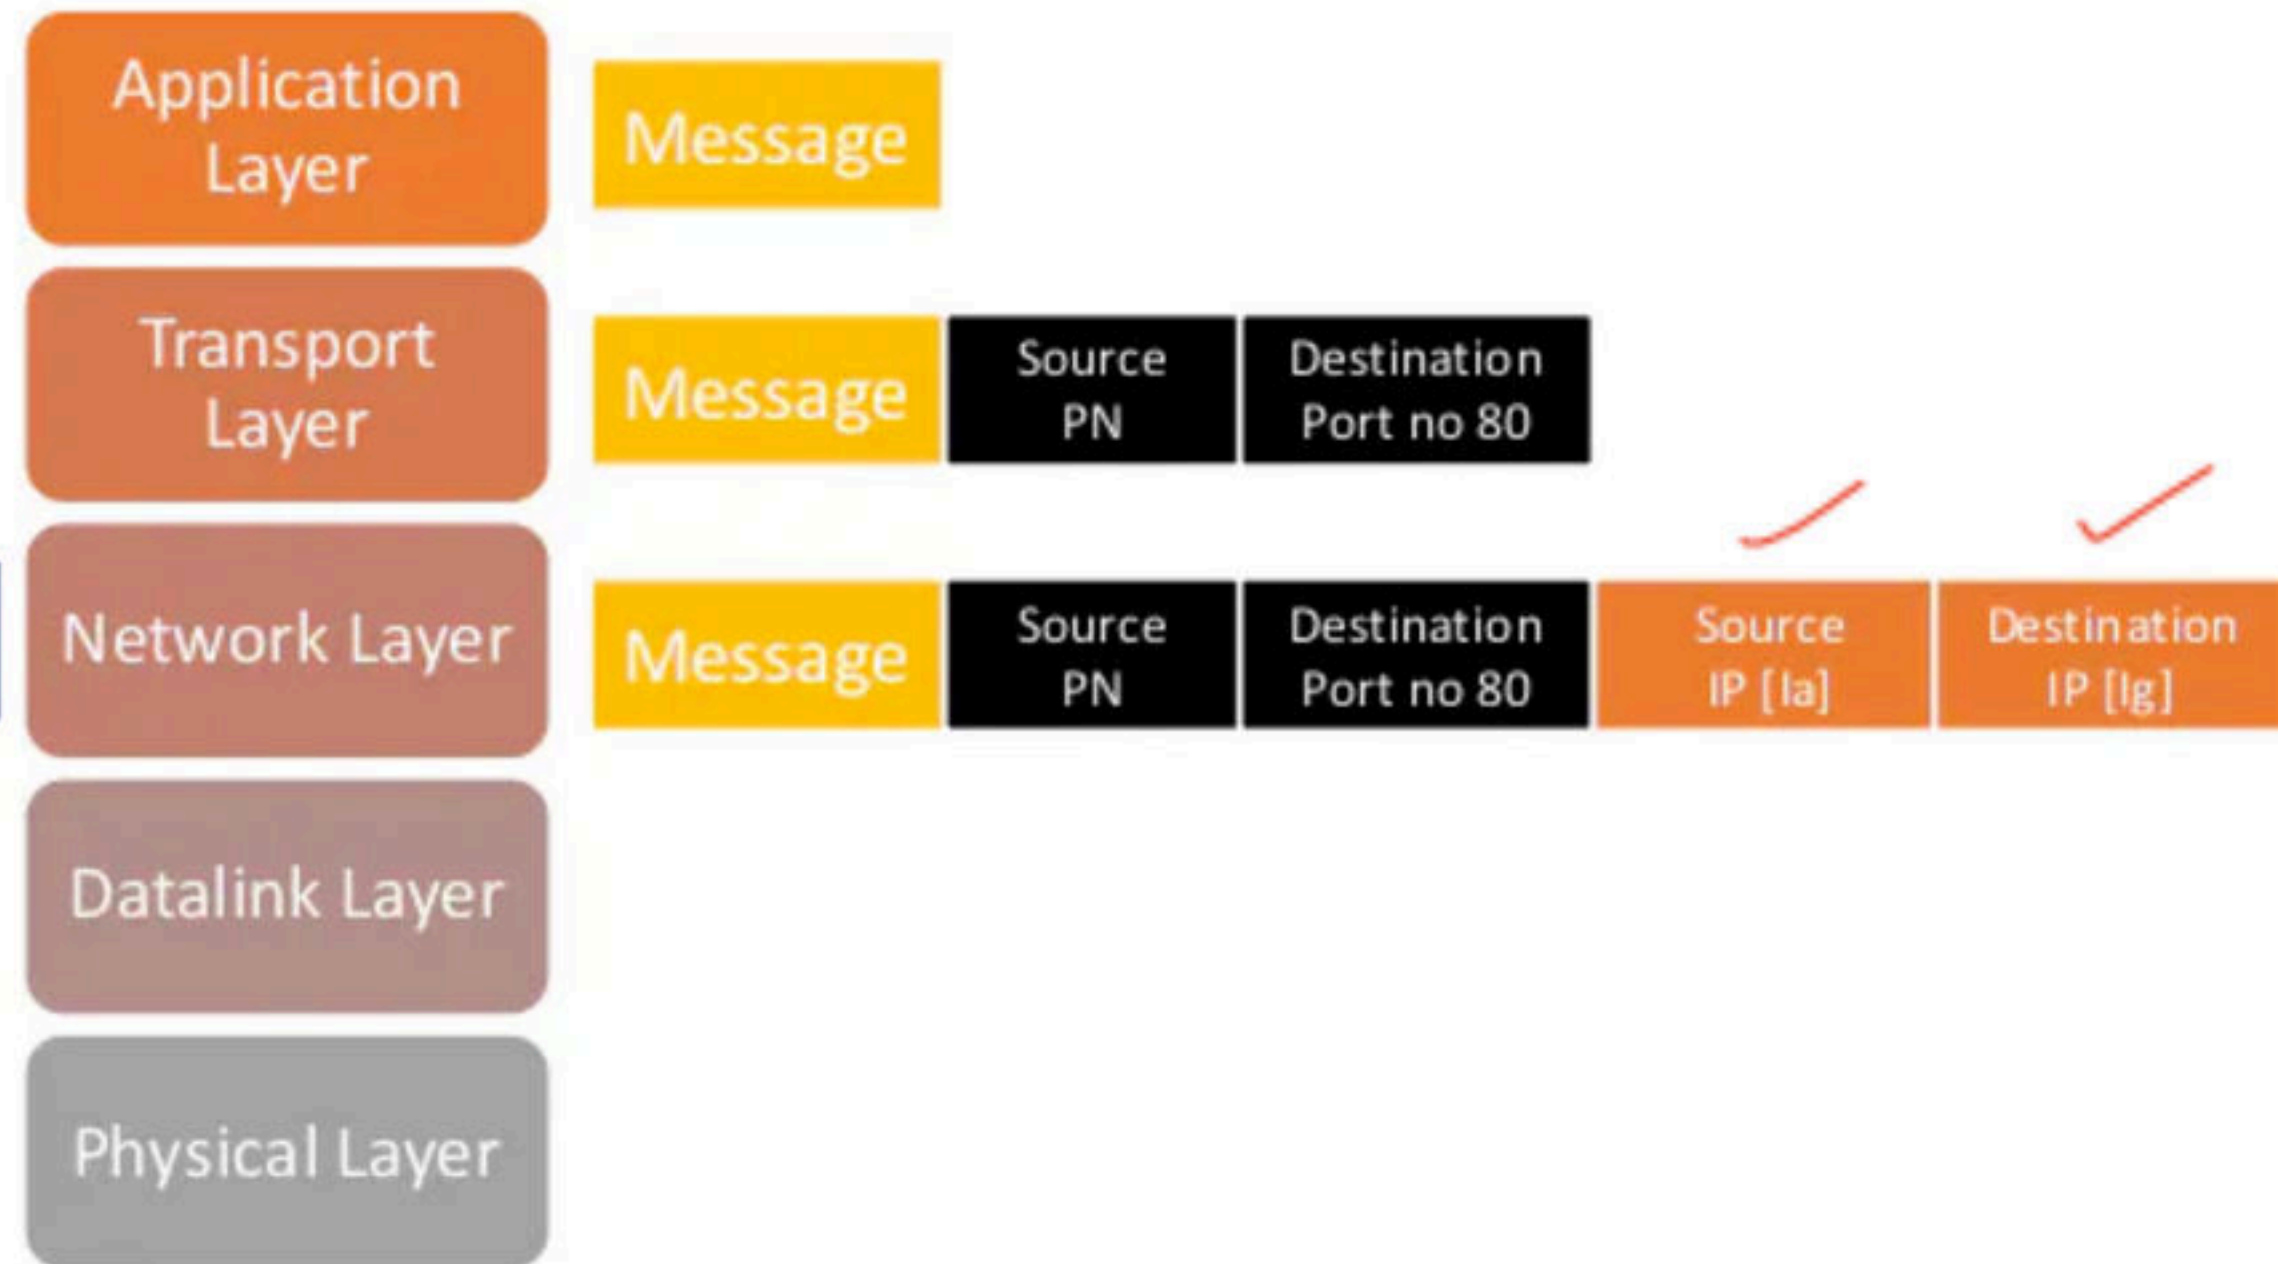 Application
Layer
Message
Transport
Layer
Message
Source
PN
Destination
Port no 80
Network Layer
Message
Source
PN
Destination
Port no 80
Source
IP [Ia]
Destination
IP [Ig]
Datalink Layer
Physical Layer